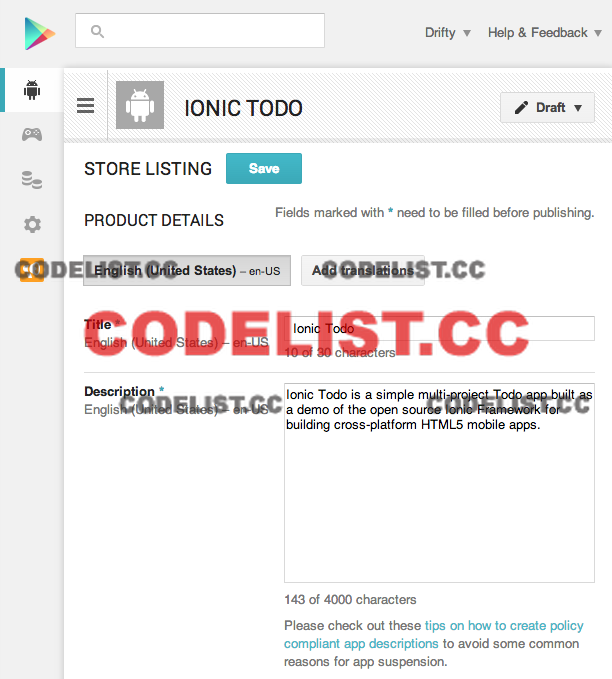 Drifty
Help & Feedback
IONIC TODO
Draft
STORE LISTING
Save
PRODUCT DETAILS
Fields marked with * need to be filled before publishing.
English (United States) – en-US
Add translations
CODELIST.CC
CODELIST.CC
Title *
English (United States) – en-US
Ionic Todo
10 of 30 characters
CODELIST.CC
Description *
English (United States) – en-US
Ionic Todo is a simple multi-project Todo app built as
a demo of the open source Ionic Framework for
building cross-platform HTML5 mobile apps.
CODELIST.CC
CODELIST.CC
143 of 4000 characters
Please check out these tips on how to create policy
compliant app descriptions to avoid some common
reasons for app suspension.